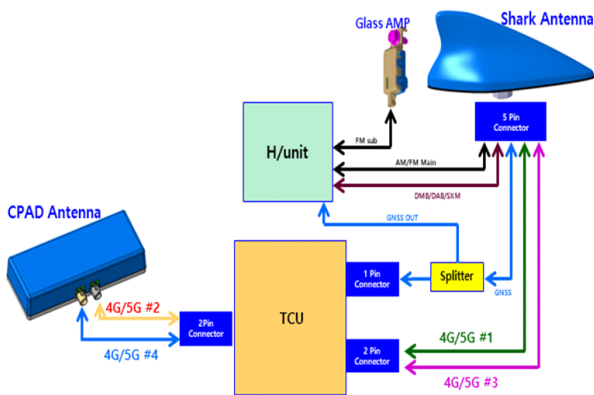 Glass AMP
Shark Antenna
5 Pin
Connector
H/unit
FM sub
AM/FM Main
DMB/DAB/SXM
CPAD Antenna
GNSS OUT
1 Pin
Connector
Splitter
GNSS
4G/5G #2
2Pin
Connector
TCU
4G/5G #1
4G/5G #4
2 Pin
Connector
4G/5G #3